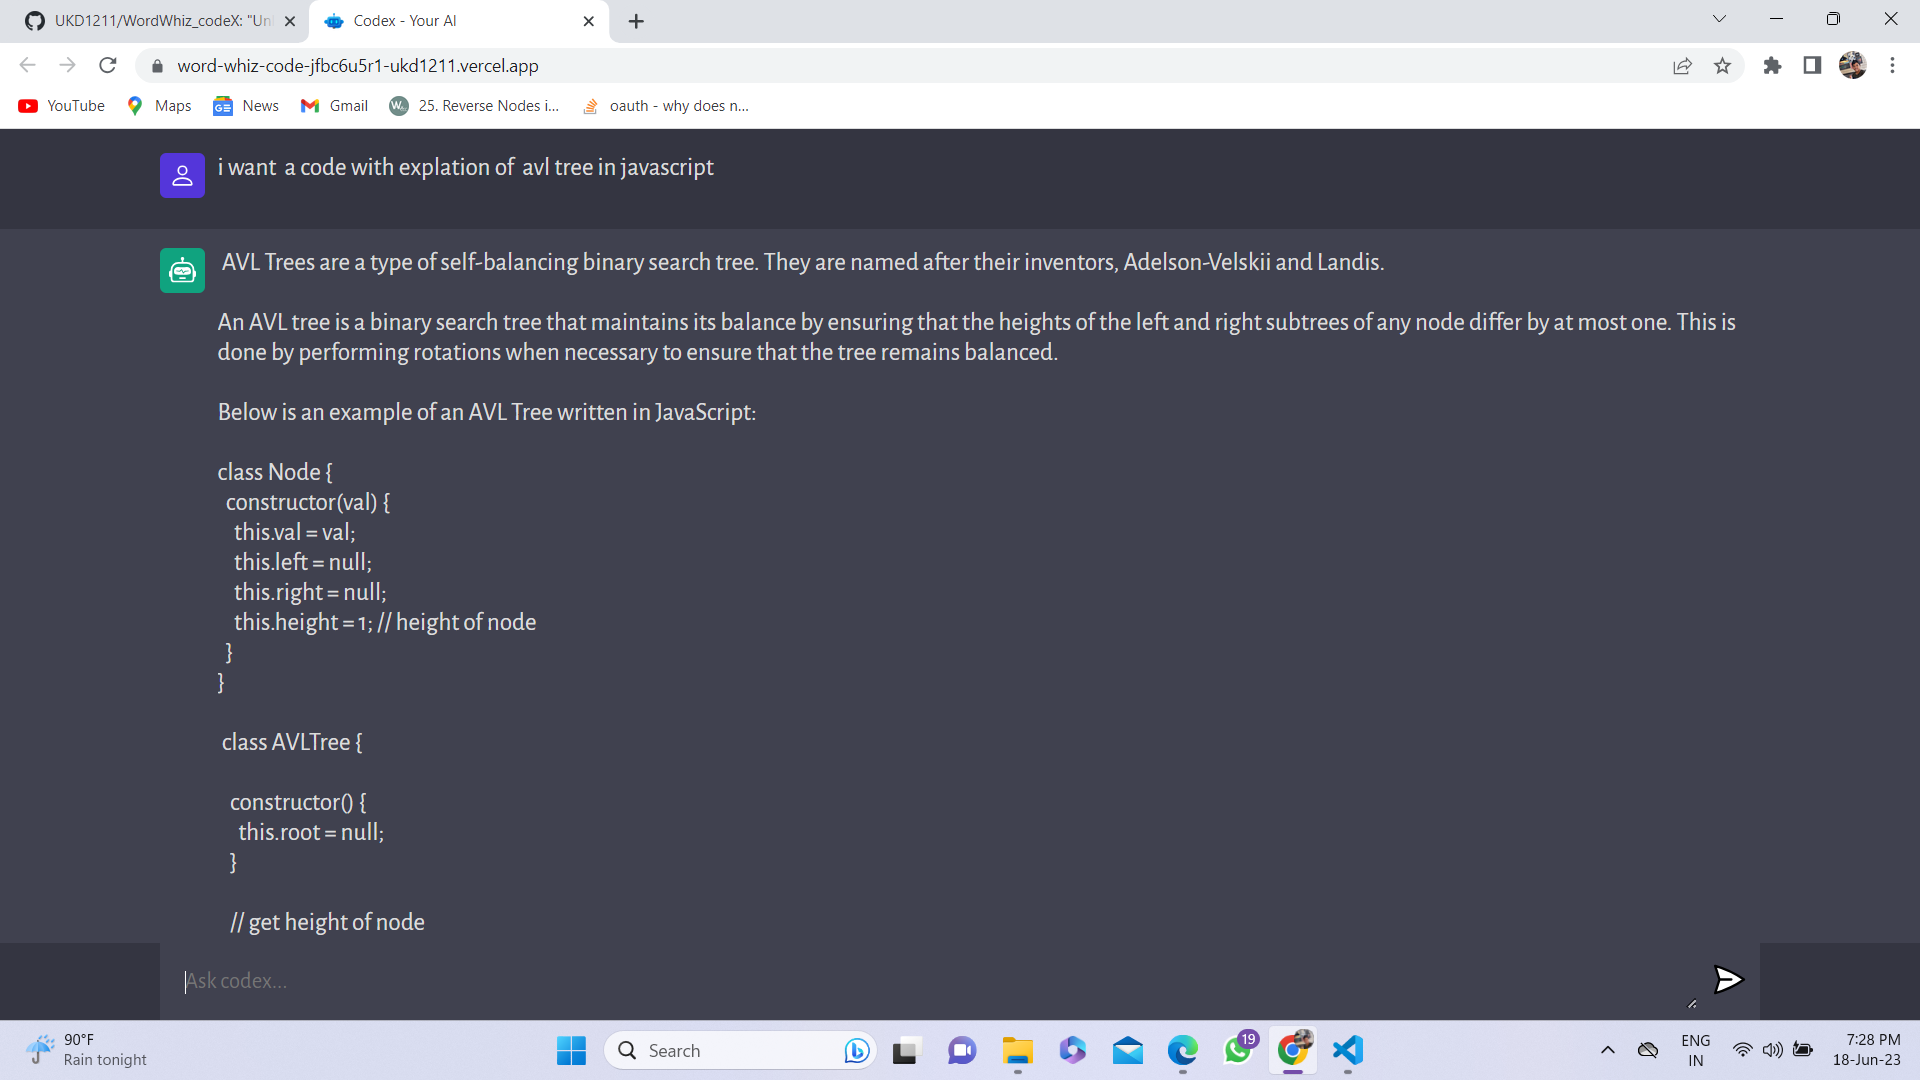 UKD1211/WordWhiz_codeX: "Un
Codex - Your AI
word-whiz-code-jfbc6u5r1-ukd1211.vercel.app
YouTube Maps News Gmail 25. Reverse Nodes i... oauth - why does n...
i want a code with explation of avl tree in javascript
AVL Trees are a type of self-balancing binary search tree. They are named after their inventors, Adelson-Velskii and Landis.
An AVL tree is a binary search tree that maintains its balance by ensuring that the heights of the left and right subtrees of any node differ by at most one. This is
done by performing rotations when necessary to ensure that the tree remains balanced.
Below is an example of an AVL Tree written in JavaScript:
class Node {
constructor(val) {
this.val = val;
this.left = null;
this.right = null;
this.height = 1; // height of node
}
}
class AVLTree {
constructor() {
this.root = null;
}
// get height of node
Ask codex...
90°F
Rain tonight
Search
19
ENG
IN
7:28 PM
18-Jun-23